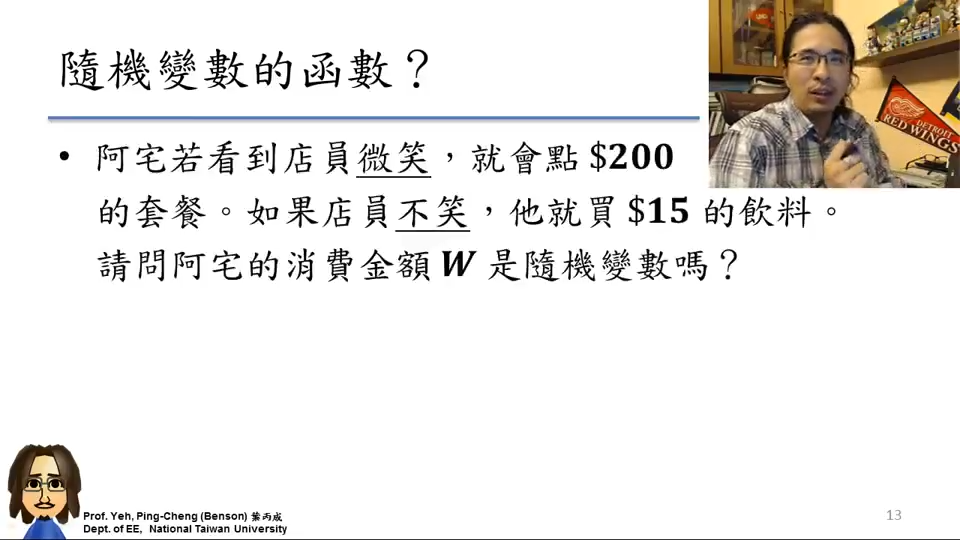 隨機變數的函數？
• 阿宅若看到店員微笑，就會點 $200
的套餐。如果店員不笑，他就買 $15 的飲料。
請問阿宅的消費金額 W 是隨機變數嗎？
DETROIT
RED WINGS
Prof. Yeh, Ping-Cheng (Benson) 葉丙成
Dept. of EE, National Taiwan University
13